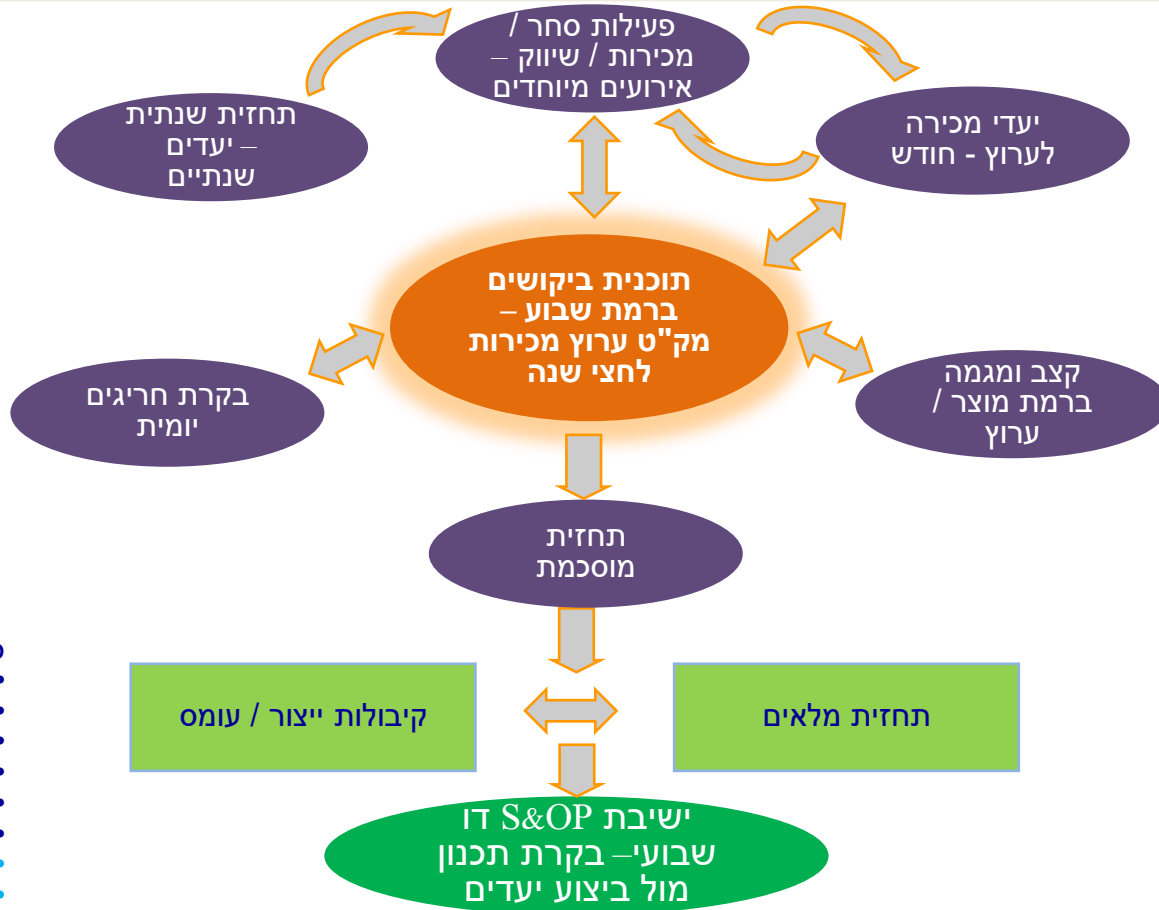 פעילות סחר /
מכירות / שיווק –
אירועים מיוחדים
תחזית שנתית
– יעדים
שנתיים
יעדי מכירה
לערוץ - חודש
תוכנית ביקושים
ברמת שבוע –
מק"ט ערוץ מכירות
לחצי שנה
בקרת חריגים
יומית
קצב ומגמה
ברמת מוצר /
ערוץ
תחזית
מוסכמת
תחזית מלאים
קיבולות ייצור / עומס
ישיבת S&OP דו
שבועי– בקרת תכנון
מול ביצוע יעדים